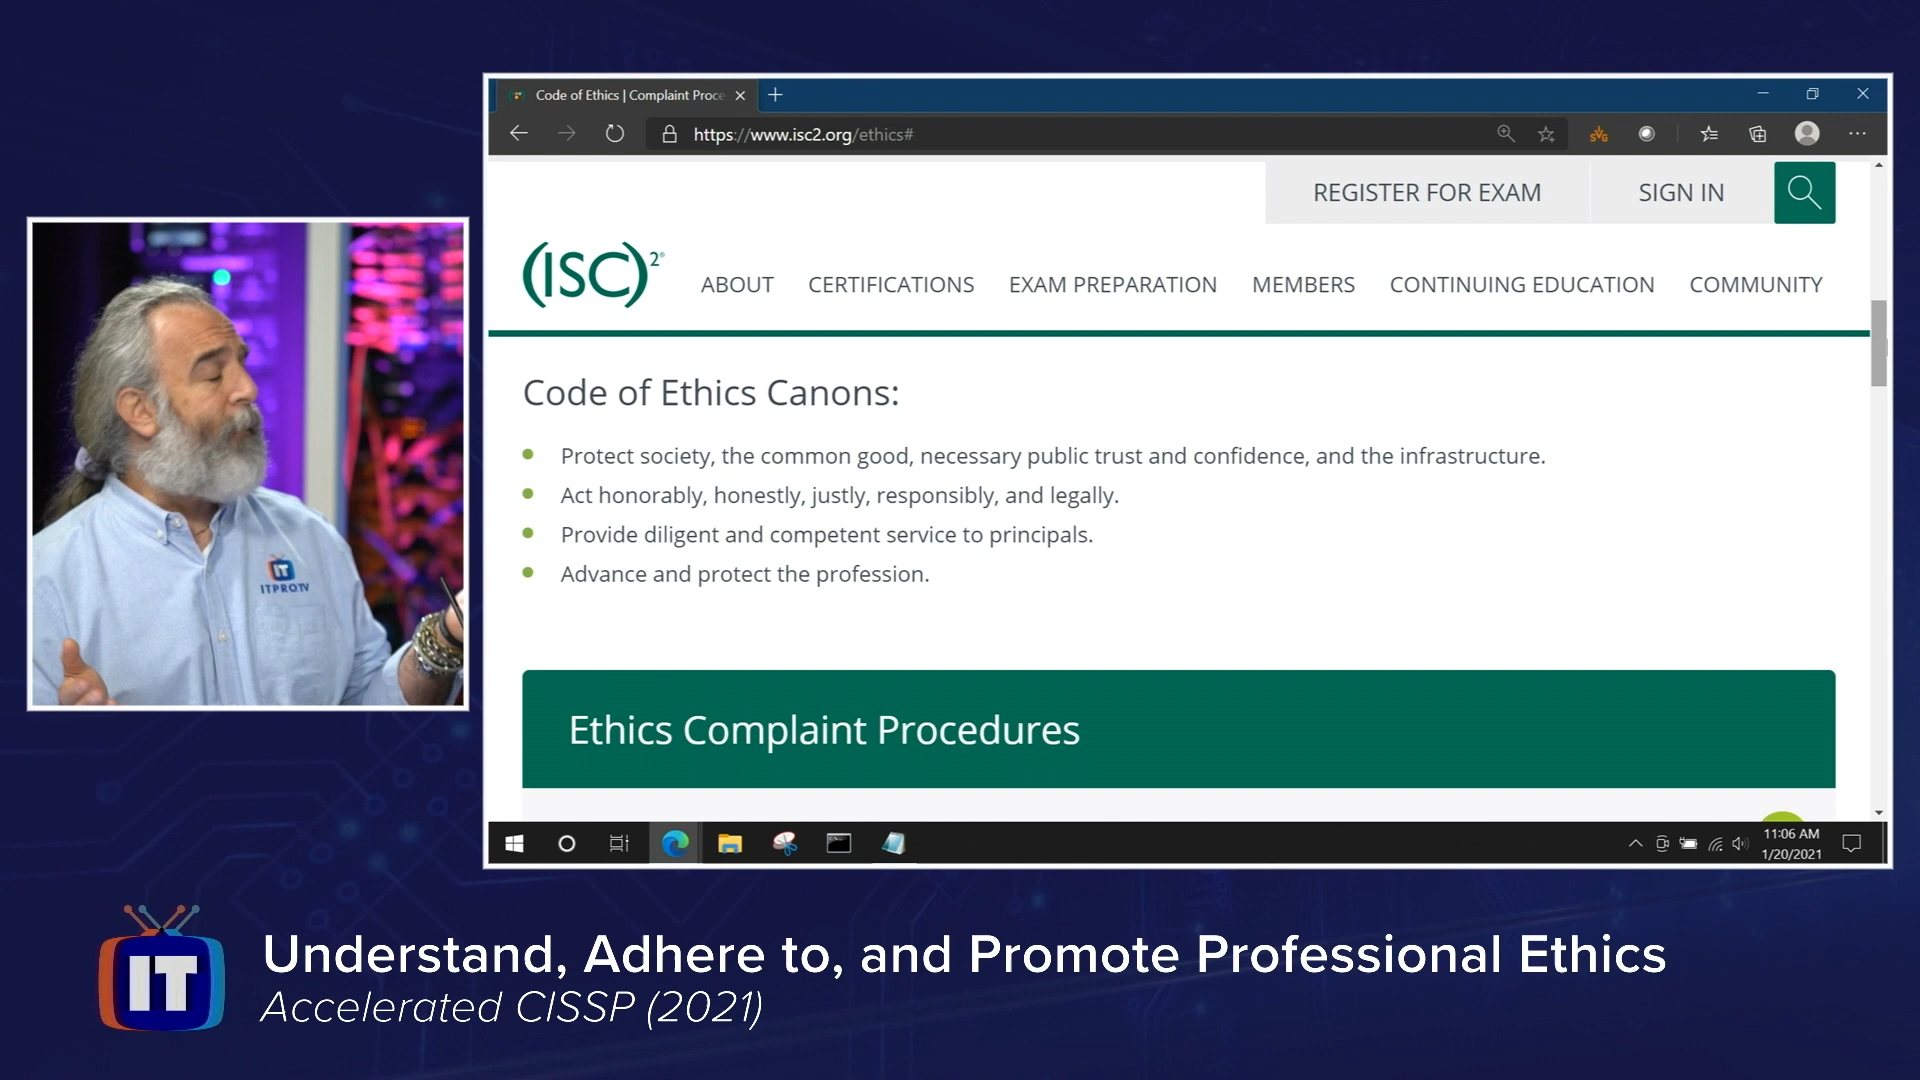 Code of Ethics | Complaint Proce
https://www.isc2.org/ethics#
SVG
REGISTER FOR EXAM
SIGN IN
(ISC)2®
ABOUT
CERTIFICATIONS
EXAM PREPARATION
MEMBERS
CONTINUING EDUCATION
COMMUNITY
Code of Ethics Canons:
Protect society, the common good, necessary public trust and confidence, and the infrastructure.
Act honorably, honestly, justly, responsibly, and legally.
Provide diligent and competent service to principals.
Advance and protect the profession.
Ethics Complaint Procedures
IT
ITPRO.TV
11:06 AM
1/20/2021
IT
Understand, Adhere to, and Promote Professional Ethics
Accelerated CISSP (2021)